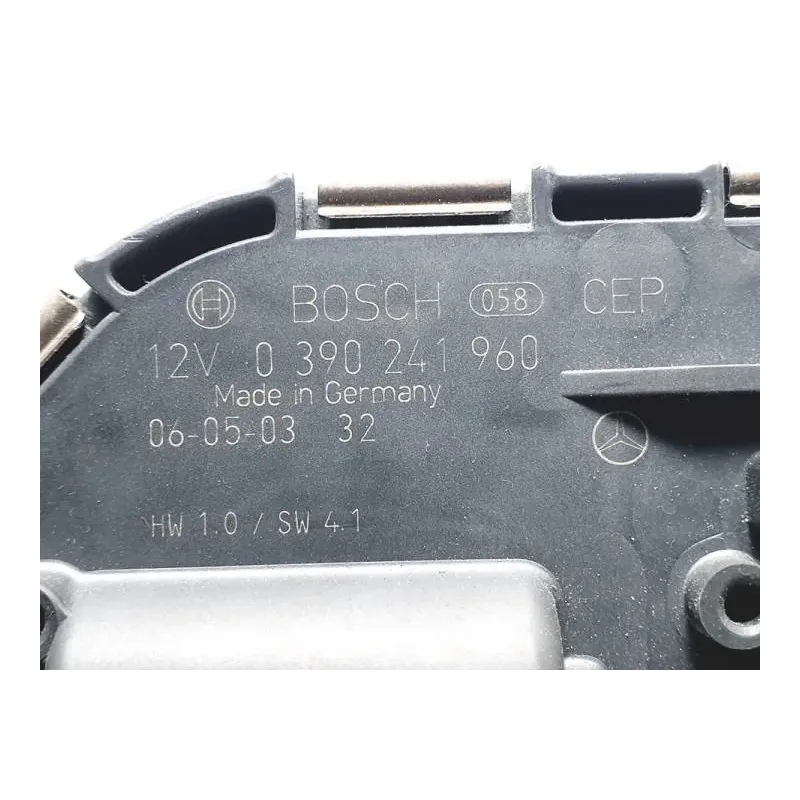 BOSCH 058 CEP
12V 0 390 241 960
Made in Germany
06-05-03 32
HW 1.0 / SW 4.1